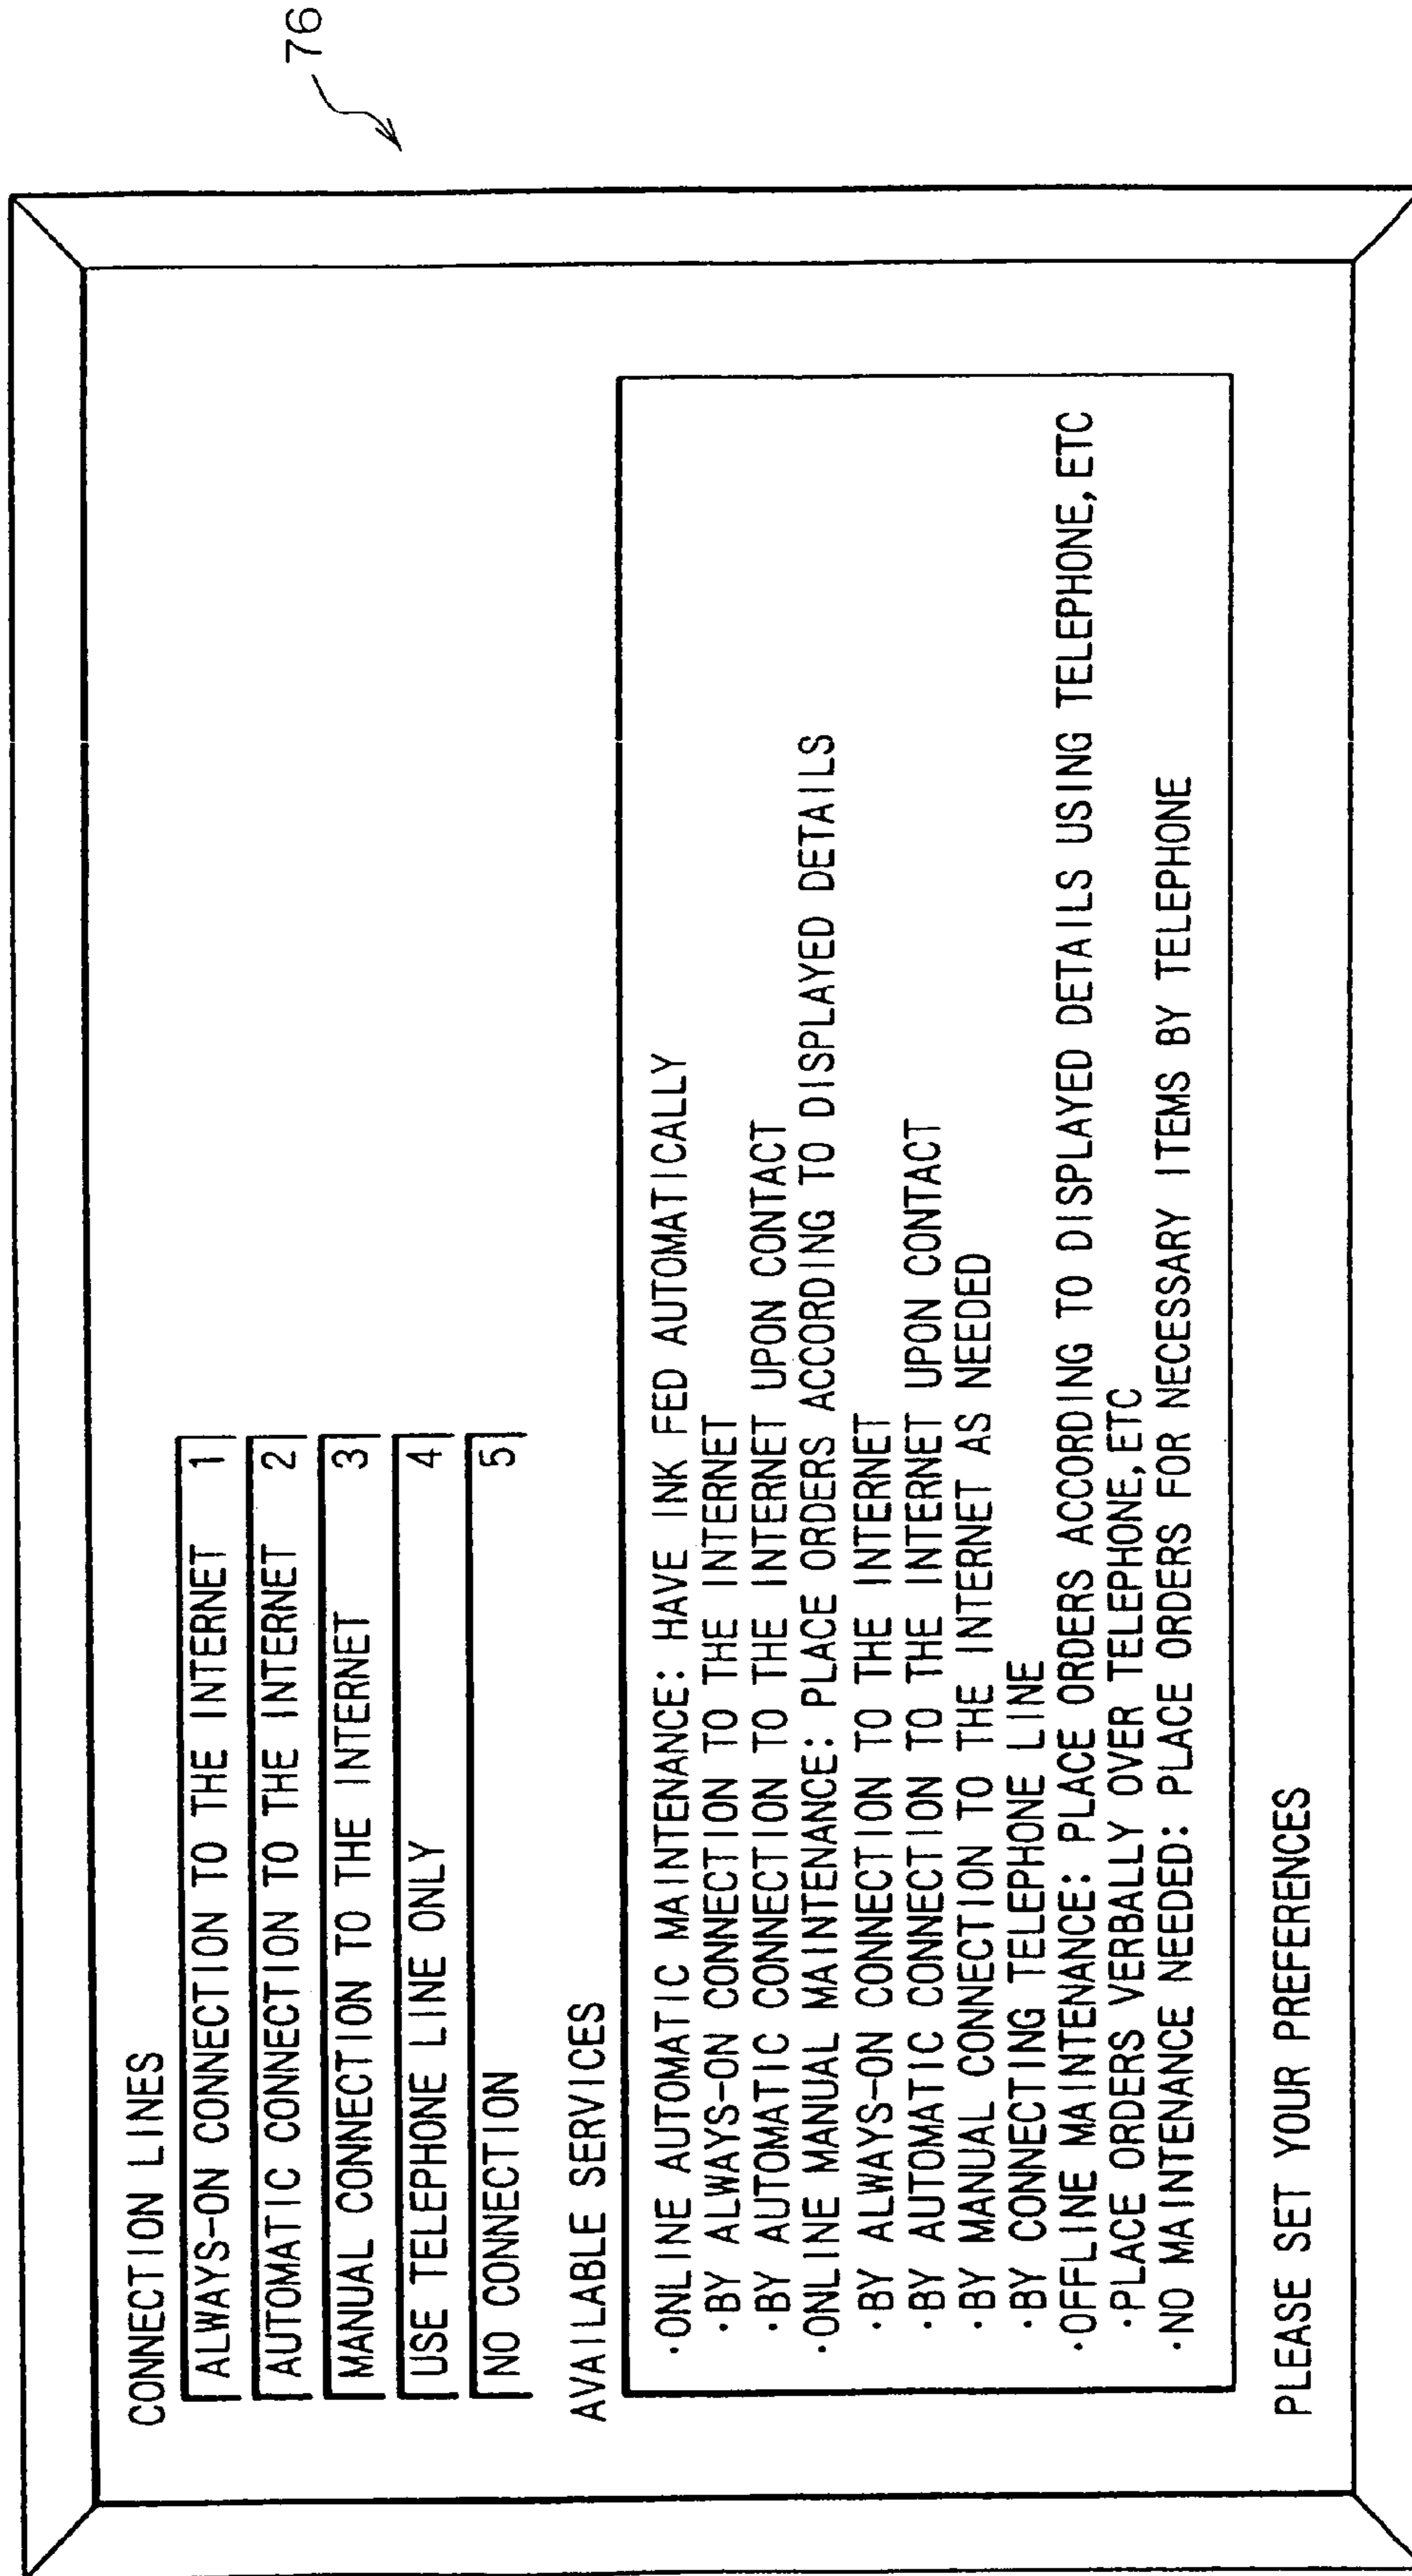 76
CONNECTION LINES
ALWAYS-ON CONNECTION TO THE INTERNET 1
AUTOMATIC CONNECTION TO THE INTERNET 2
MANUAL CONNECTION TO THE INTERNET 3
USE TELEPHONE LINE ONLY 4
NO CONNECTION 5
AVAILABLE SERVICES
·ONLINE AUTOMATIC MAINTENANCE: HAVE INK FED AUTOMATICALLY
·BY ALWAYS-ON CONNECTION TO THE INTERNET
·BY AUTOMATIC CONNECTION TO THE INTERNET UPON CONTACT
·ONLINE MANUAL MAINTENANCE: PLACE ORDERS ACCORDING TO DISPLAYED DETAILS
·BY ALWAYS-ON CONNECTION TO THE INTERNET
·BY AUTOMATIC CONNECTION TO THE INTERNET UPON CONTACT
·BY MANUAL CONNECTION TO THE INTERNET AS NEEDED
·BY CONNECTING TELEPHONE LINE
·OFFLINE MAINTENANCE: PLACE ORDERS ACCORDING TO DISPLAYED DETAILS USING TELEPHONE, ETC
·PLACE ORDERS VERBALLY OVER TELEPHONE, ETC
·NO MAINTENANCE NEEDED: PLACE ORDERS FOR NECESSARY ITEMS BY TELEPHONE
PLEASE SET YOUR PREFERENCES